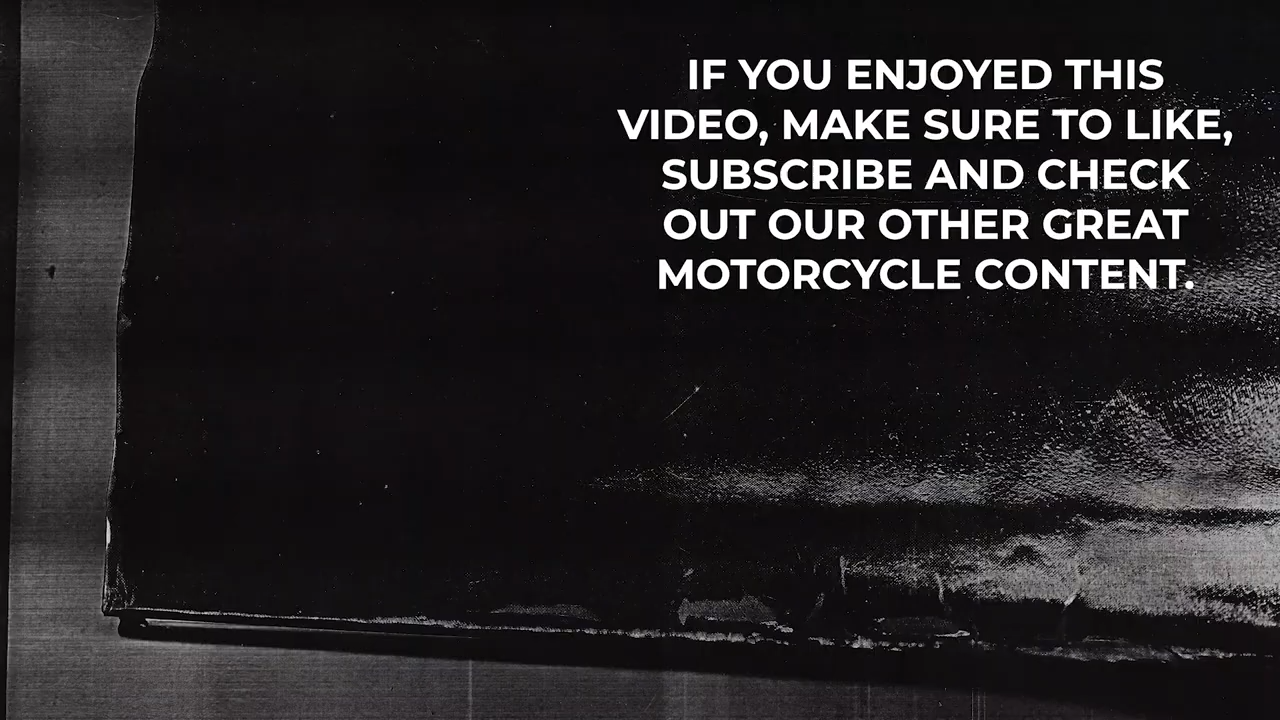 IF YOU ENJOYED THIS
VIDEO, MAKE SURE TO LIKE,
SUBSCRIBE AND CHECK
OUT OUR OTHER GREAT
MOTORCYCLE CONTENT.